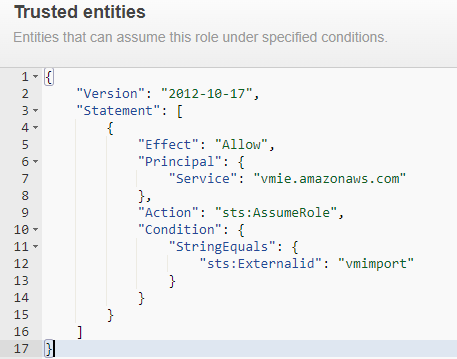 Trusted entities
Entities that can assume this role under specified conditions.
1 {
2 "Version": "2012-10-17",
3 "Statement": [
4 {
5 "Effect": "Allow",
6 "Principal": {
7 "Service": "vmie.amazonaws.com"
8 },
9 "Action": "sts:AssumeRole",
10 "Condition": {
11 "StringEquals": {
12 "sts:Externalid": "vmimport"
13 }
14 }
15 }
16 ]
17 }